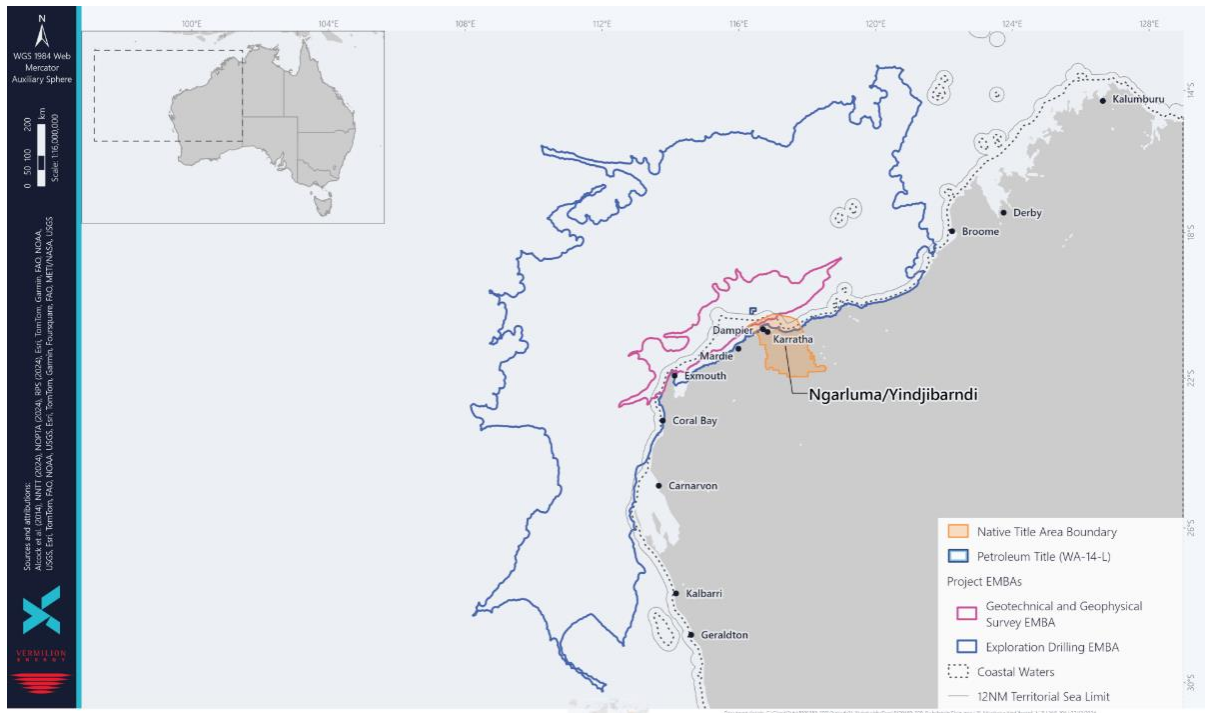 N
WGS 1984 Web
Mercator
Auxiliary Sphere
0 50 100 200
km
Scale: 1:16,000,000
Sources and attributions:
Alcock et al. (2014), NNTT (2024), NOPTA (2024), RPS (2024), Esri, TomTom, Garmin, FAO, NOAA,
USGS, Esri, TomTom, FAO, NOAA, USGS, Esri, TomTom, Garmin, Foursquare, FAO, METI/NASA, USGS
VERMILION
ENERGY
100°E
104°E
108°E
112°E
116°E
120°E
124°E
128°E
14°S
18°S
22°S
26°S
30°S
Kalumburu
Derby
Broome
Dampier
Karratha
Mardie
Exmouth
Ngarluma/Yindjibarndi
Coral Bay
Carnarvon
Kalbarri
Geraldton
Native Title Area Boundary
Petroleum Title (WA-14-L)
Project EMBAs
Geotechnical and Geophysical
Survey EMBA
Exploration Drilling EMBA
Coastal Waters
12NM Territorial Sea Limit